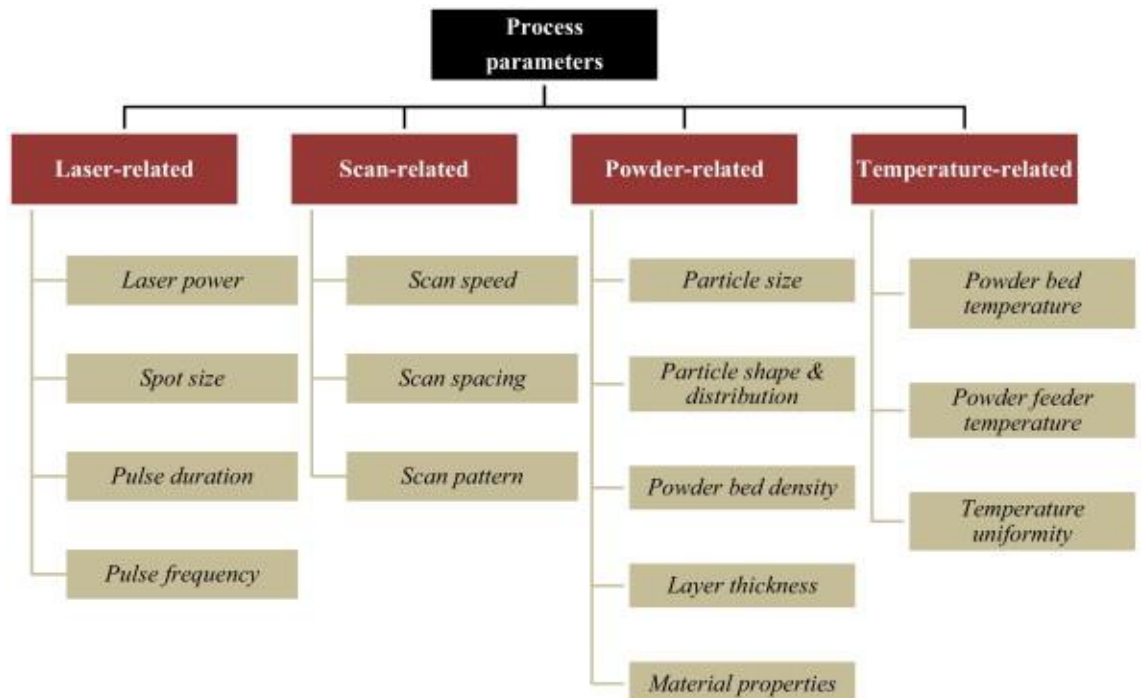 Process
parameters
Laser-related
Laser power
Spot size
Pulse duration
Pulse frequency
Scan-related
Scan speed
Scan spacing
Scan pattern
Powder-related
Particle size
Particle shape &
distribution
Powder bed density
Layer thickness
Material properties
Temperature-related
Powder bed
temperature
Powder feeder
temperature
Temperature
uniformity